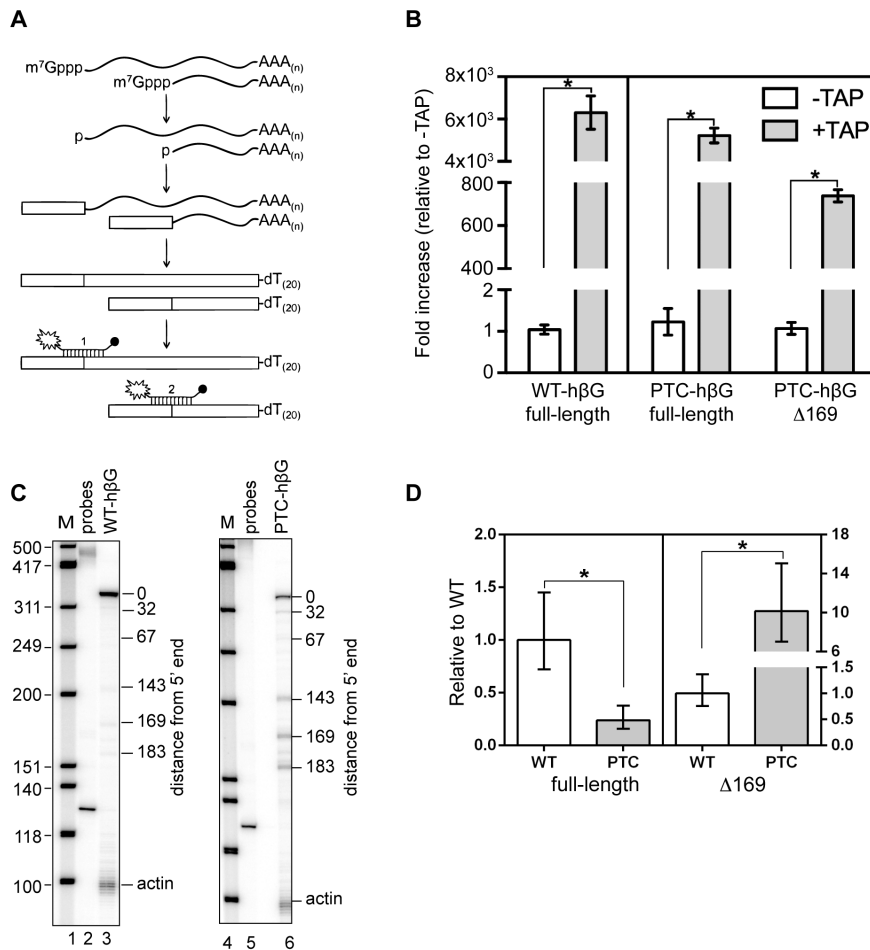 A
m⁷Gppp AAA(n)
m⁷Gppp AAA(n)
p AAA(n)
p AAA(n)
AAA(n)
AAA(n)
-dT(20)
-dT(20)
1
-dT(20)
2
-dT(20)
B
Fold increase (relative to -TAP)
8x10³
6x10³
4x10³
800
600
400
2
1
0
* * *
-TAP
+TAP
WT-hβG full-length
PTC-hβG full-length
PTC-hβG Δ169
C
M probes WT-hβG
500
417
311
249
200
151
140
118
100
0
32
67
143
169
183
actin
distance from 5' end
1 2 3
M probes PTC-hβG
0
32
67
143
169
183
actin
distance from 5' end
4 5 6
D
Relative to WT
2.0
1.5
1.0
0.5
0.0
* *
18
14
10
6
1.5
1.0
0.5
0.0
WT PTC WT PTC
full-length Δ169